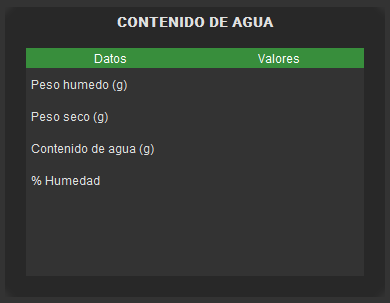 CONTENIDO DE AGUA
Datos Valores
Peso humedo (g)
Peso seco (g)
Contenido de agua (g)
% Humedad